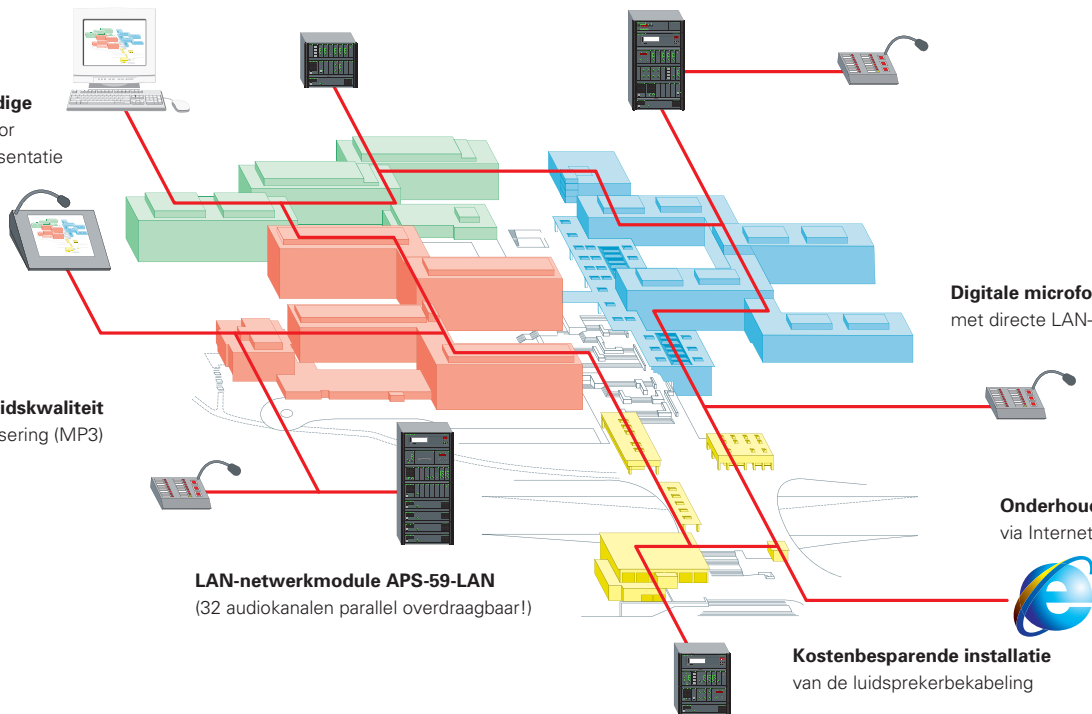 dige
or
sentatie
Digitale microfo
met directe LAN-
idskwaliteit
sering (MP3)
Onderhoud
via Internet
LAN-netwerkmodule APS-59-LAN
(32 audiokanalen parallel overdraagbaar!)
Kostenbesparende installatie
van de luidsprekerbekabeling